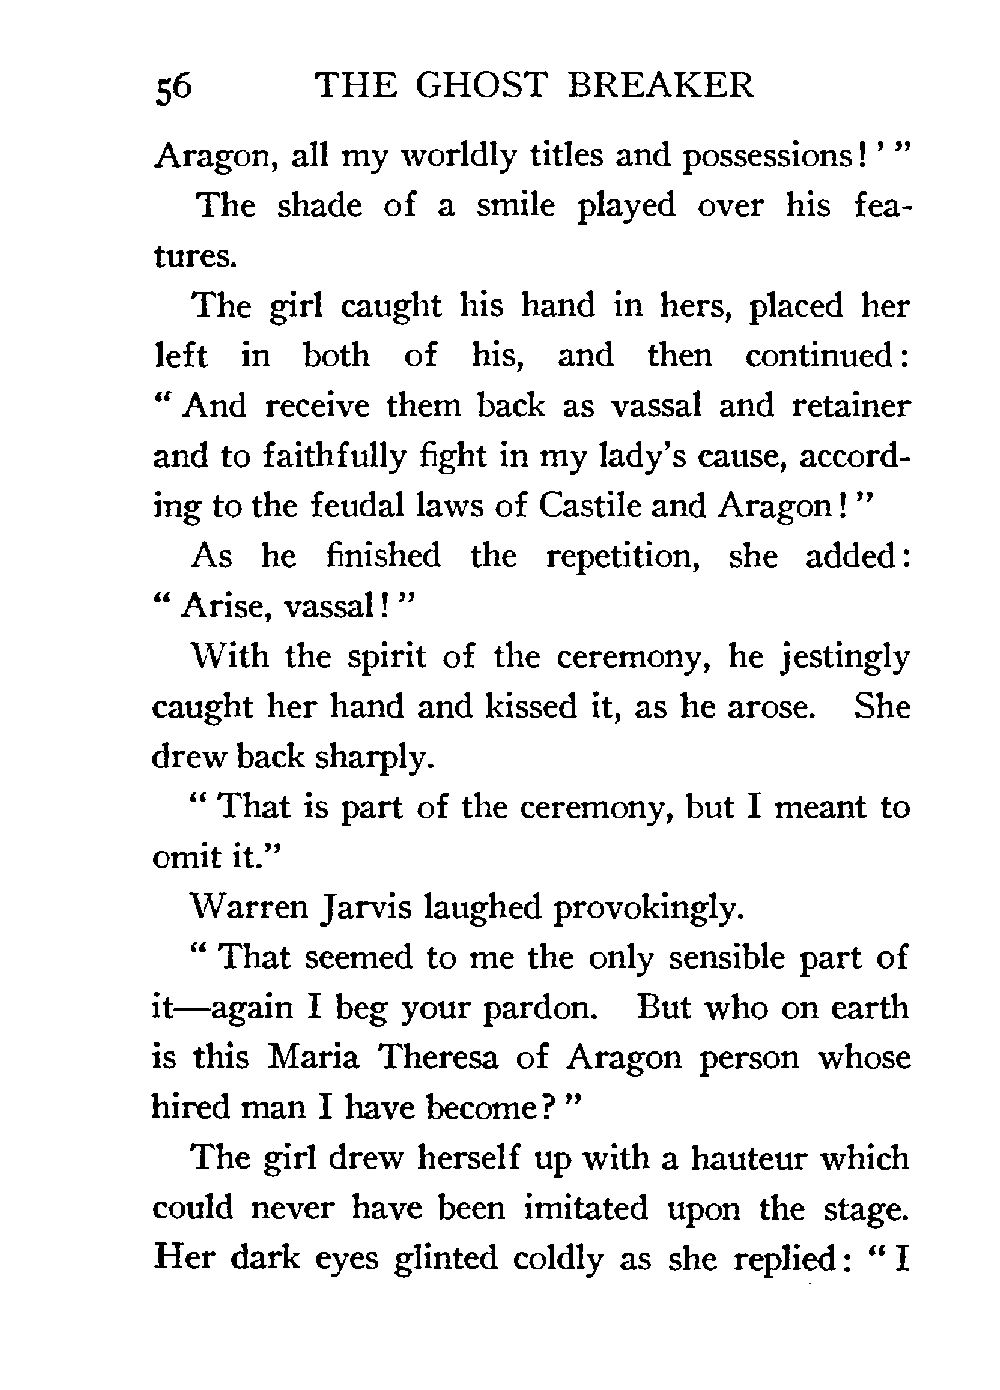 56 THE GHOST BREAKER
Aragon, all my worldly titles and possessions!' "
The shade of a smile played over his fea-
tures.
The girl caught his hand in hers, placed her
left in both of his, and then continued:
" And receive them back as vassal and retainer
and to faithfully fight in my lady's cause, accord-
ing to the feudal laws of Castile and Aragon! "
As he finished the repetition, she added:
" Arise, vassal! "
With the spirit of the ceremony, he jestingly
caught her hand and kissed it, as he arose. She
drew back sharply.
" That is part of the ceremony, but I meant to
omit it."
Warren Jarvis laughed provokingly.
" That seemed to me the only sensible part of
it—again I beg your pardon. But who on earth
is this Maria Theresa of Aragon person whose
hired man I have become? "
The girl drew herself up with a hauteur which
could never have been imitated upon the stage.
Her dark eyes glinted coldly as she replied: " I